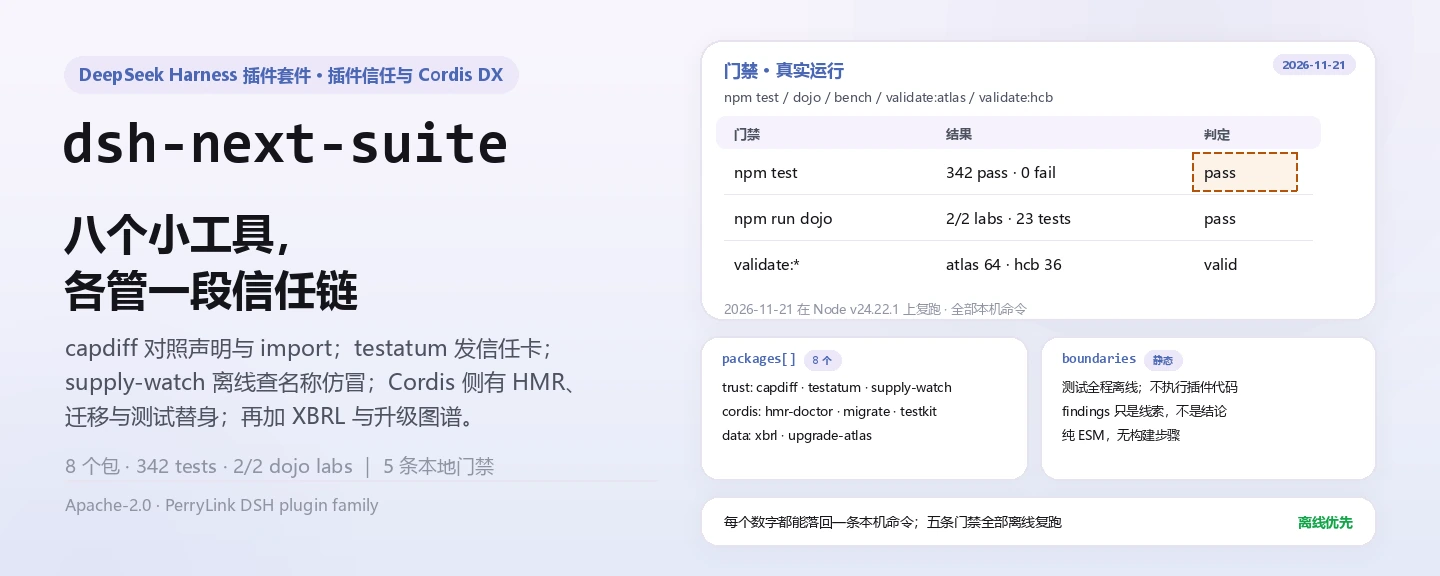 DeepSeek Harness 插件套件 · 插件信任与 Cordis DX
dsh-next-suite
八个小工具，
各管一段信任链
capdiff 对照声明与 import；testatum 发信任卡；
supply-watch 离线查名称仿冒；Cordis 侧有 HMR、
迁移与测试替身；再加 XBRL 与升级图谱。
8 个包 · 342 tests · 2/2 dojo labs ｜ 5 条本地门禁
Apache-2.0 · PerryLink DSH plugin family
门禁 · 真实运行
2026-11-21
npm test / dojo / bench / validate:atlas / validate:hcb
门禁 结果 判定
npm test 342 pass · 0 fail pass
npm run dojo 2/2 labs · 23 tests pass
validate:* atlas 64 · hcb 36 valid
2026-11-21 在 Node v24.22.1 上复跑 · 全部本机命令
packages[] 8 个
trust: capdiff · testatum · supply-watch
cordis: hmr-doctor · migrate · testkit
data: xbrl · upgrade-atlas
boundaries 静态
测试全程离线；不执行插件代码
findings 只是线索，不是结论
纯 ESM，无构建步骤
每个数字都能落回一条本机命令；五条门禁全部离线复跑
离线优先